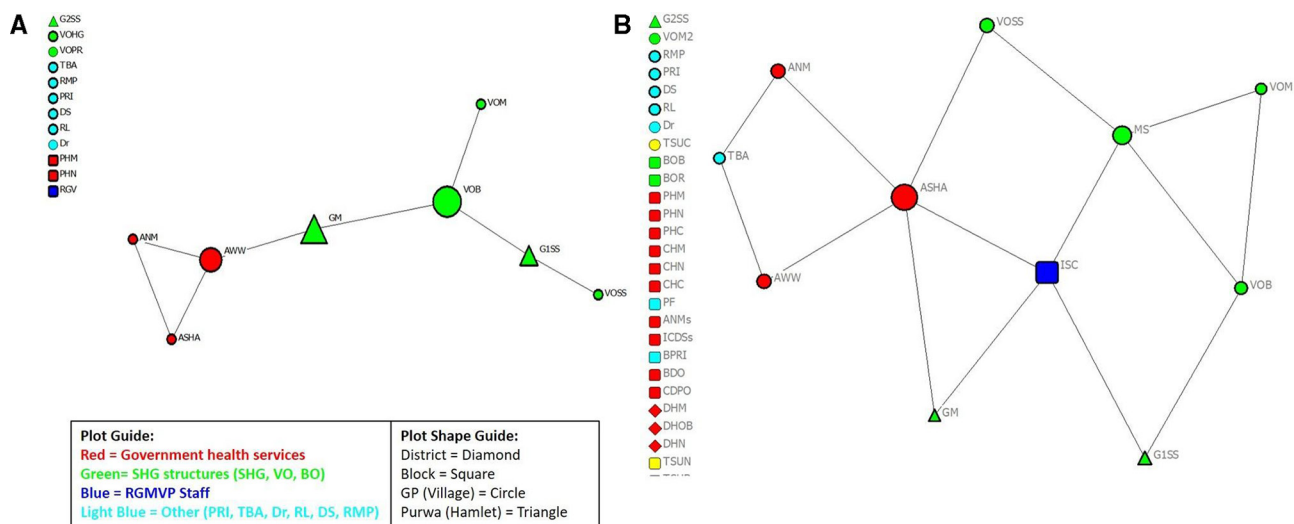 A
G2SS
VOHG
VOPR
TBA
RMP
PRI
DS
RL
Dr
PHM
PHN
RGV
VOM
VOB
GM
G1SS
VOSS
ANM
AWW
ASHA
Plot Guide:
Red = Government health services
Green= SHG structures (SHG, VO, BO)
Blue = RGMVP Staff
Light Blue = Other (PRI, TBA, Dr, RL, DS, RMP)
Plot Shape Guide:
District = Diamond
Block = Square
GP (Village) = Circle
Purwa (Hamlet) = Triangle
B
G2SS
VOM2
RMP
PRI
DS
RL
Dr
TSUC
BOB
BOR
PHM
PHN
PHC
CHM
CHN
CHC
PF
ANMs
ICDSs
BPRI
BDO
CDPO
DHM
DHOB
DHN
TSUN
VOSS
ANM
VOM
MS
TBA
ASHA
ISC
AWW
VOB
GM
G1SS